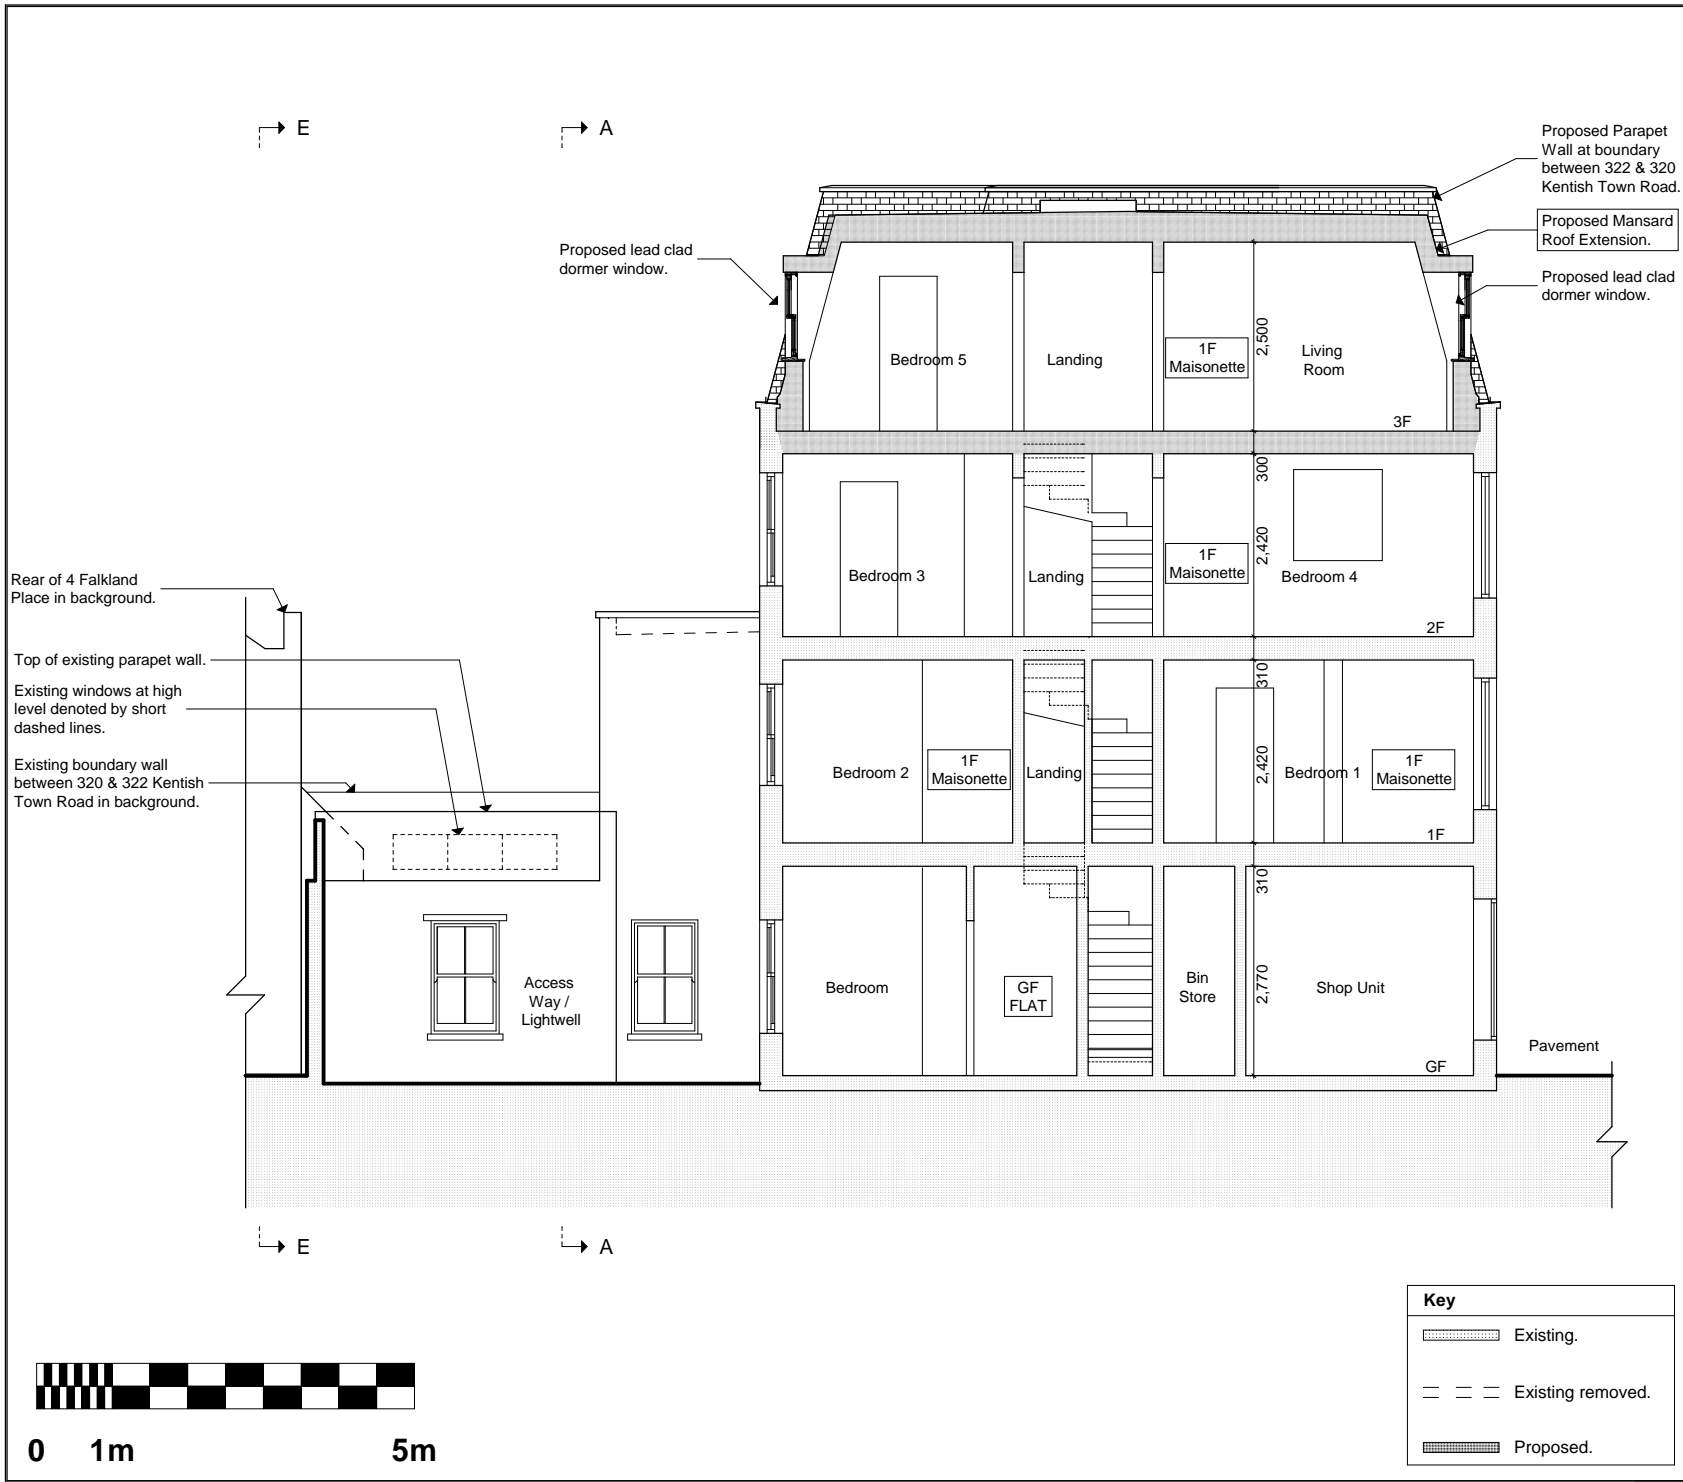 E
A
Proposed Parapet
Wall at boundary
between 322 & 320
Kentish Town Road.
Proposed Mansard
Roof Extension.
Proposed lead clad
dormer window.
Proposed lead clad
dormer window.
Bedroom 5
Landing
1F
Maisonette
2,500
Living
Room
3F
300
Bedroom 3
Landing
1F
Maisonette
2,420
Bedroom 4
2F
Rear of 4 Falkland
Place in background.
Top of existing parapet wall.
Existing windows at high
level denoted by short
dashed lines.
Existing boundary wall
between 320 & 322 Kentish
Town Road in background.
310
Bedroom 2
1F
Maisonette
Landing
2,420
Bedroom 1
1F
Maisonette
1F
310
Access
Way /
Lightwell
Bedroom
GF
FLAT
Bin
Store
2,770
Shop Unit
GF
Pavement
E
A
Key
Existing.
Existing removed.
Proposed.
0 1m 5m